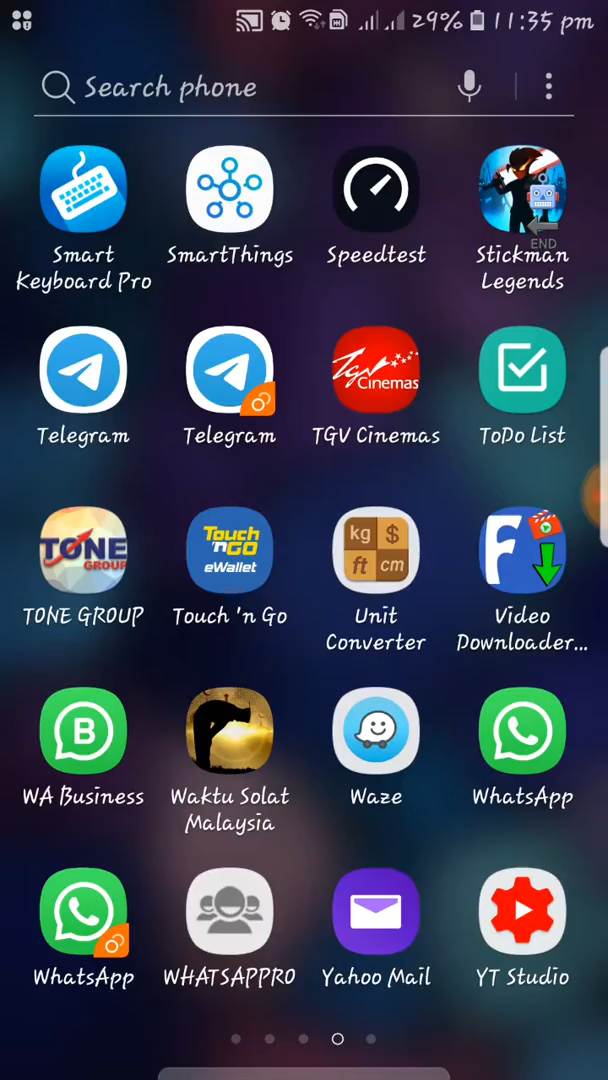 29% 11:35 pm
Search phone
END
Smart
Keyboard Pro
SmartThings
Speedtest
Stickman
Legends
Telegram
Telegram
TGV Cinemas
Cinemas
ToDo List
TONE
GROUP
TONE GROUP
Touch
'n GO
eWallet
Touch 'n Go
kg $
ft cm
Unit
Converter
F
Video
Downloader...
B
WA Business
Waktu Solat
Malaysia
Waze
WhatsApp
WhatsApp
WHATSAPPRO
Yahoo Mail
YT Studio